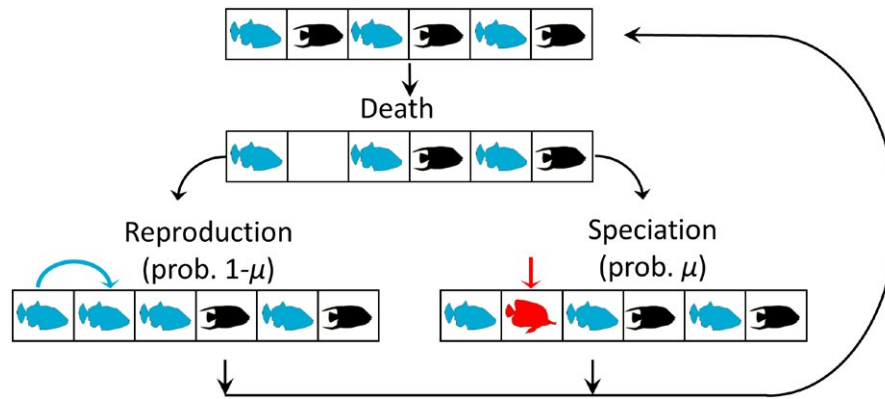 Death
Reproduction
(prob. 1-μ)
Speciation
(prob. μ)